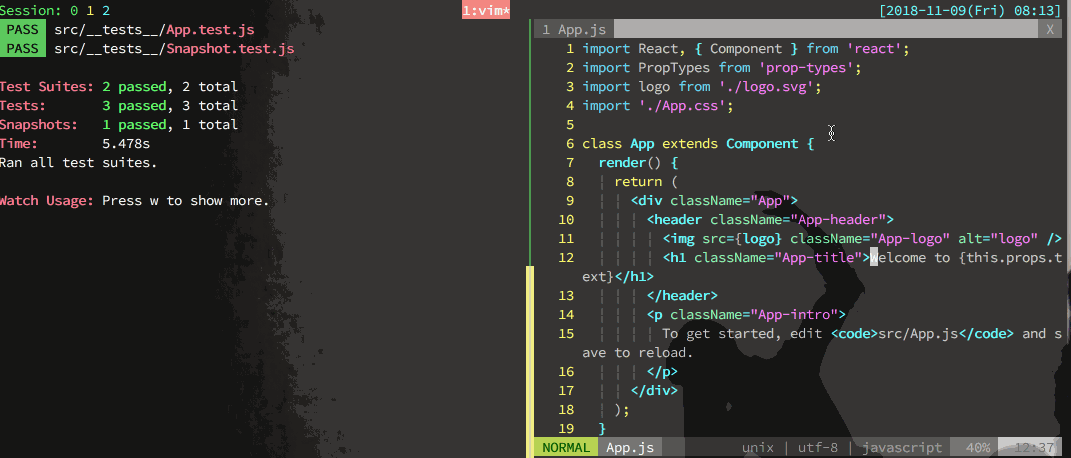 Session: 0 1 2
1:vim*
[2018-11-09(Fri) 08:13]
PASS src/__tests__/App.test.js
PASS src/__tests__/Snapshot.test.js
Test Suites: 2 passed, 2 total
Tests: 3 passed, 3 total
Snapshots: 1 passed, 1 total
Time: 5.478s
Ran all test suites.
Watch Usage: Press w to show more.
1 App.js X
1 import React, { Component } from 'react';
2 import PropTypes from 'prop-types';
3 import logo from './logo.svg';
4 import './App.css';
5
6 class App extends Component {
7 render() {
8 return (
9 <div className="App">
10 <header className="App-header">
11 <img src={logo} className="App-logo" alt="logo" />
12 <h1 className="App-title">Welcome to {this.props.t
ext}</h1>
13 </header>
14 <p className="App-intro">
15 To get started, edit <code>src/App.js</code> and s
ave to reload.
16 </p>
17 </div>
18 );
19 }
NORMAL App.js unix | utf-8 | javascript 40% 12:37